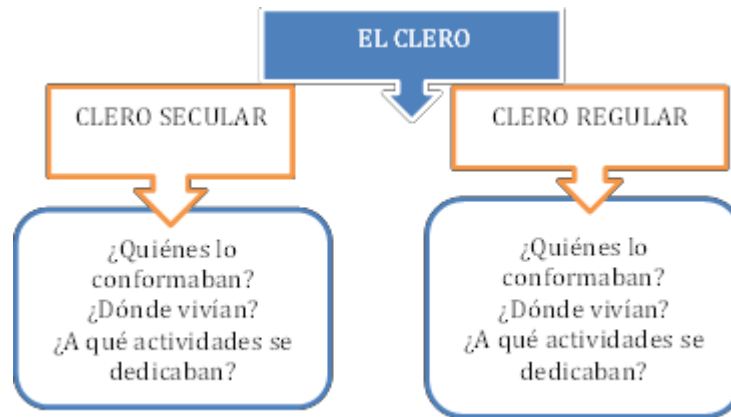 EL CLERO
CLERO SECULAR
CLERO REGULAR
¿Quiénes lo
conformaban?
¿Dónde vivían?
¿A qué actividades se
dedicaban?
¿Quiénes lo
conformaban?
¿Dónde vivían?
¿A qué actividades se
dedicaban?